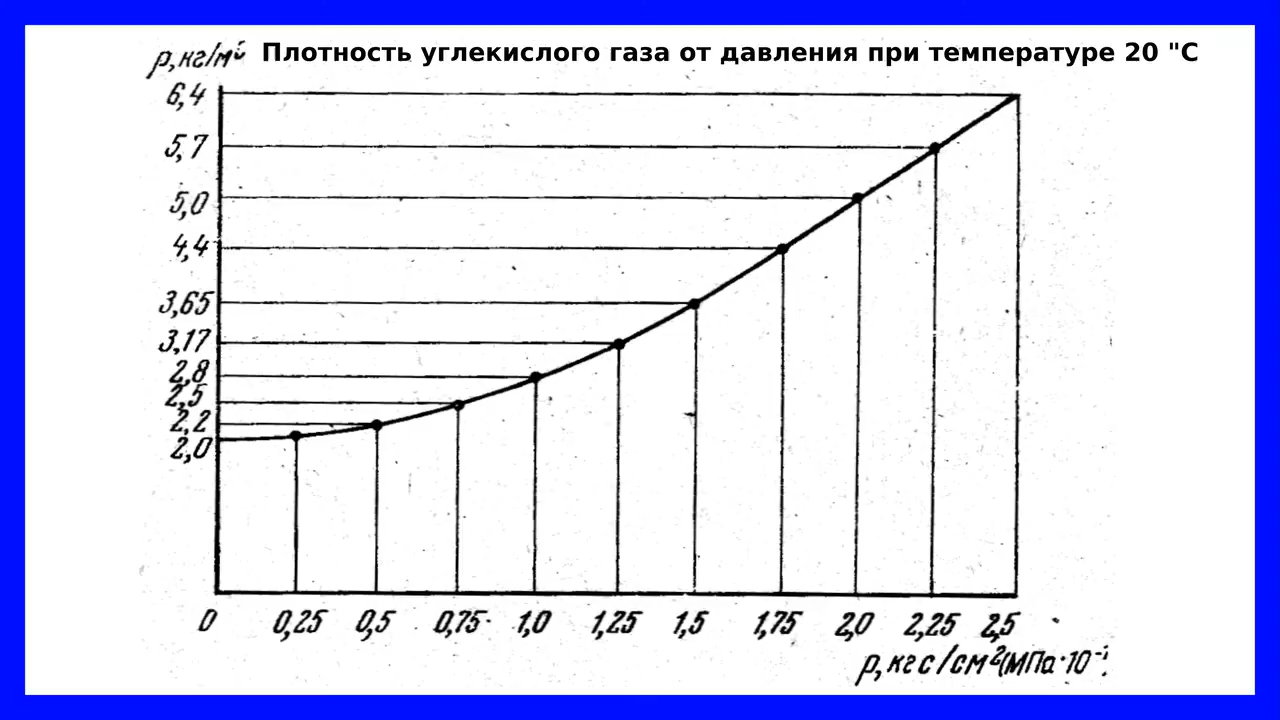 Плотность углекислого газа от давления при температуре 20 "С
ρ, кг/м³
6,4
5,7
5,0
4,4
3,65
3,17
2,8
2,5
2,2
2,0
0 0,25 0,5 0,75 1,0 1,25 1,5 1,75 2,0 2,25 2,5
р, кгс/см² (МПа·10⁻¹